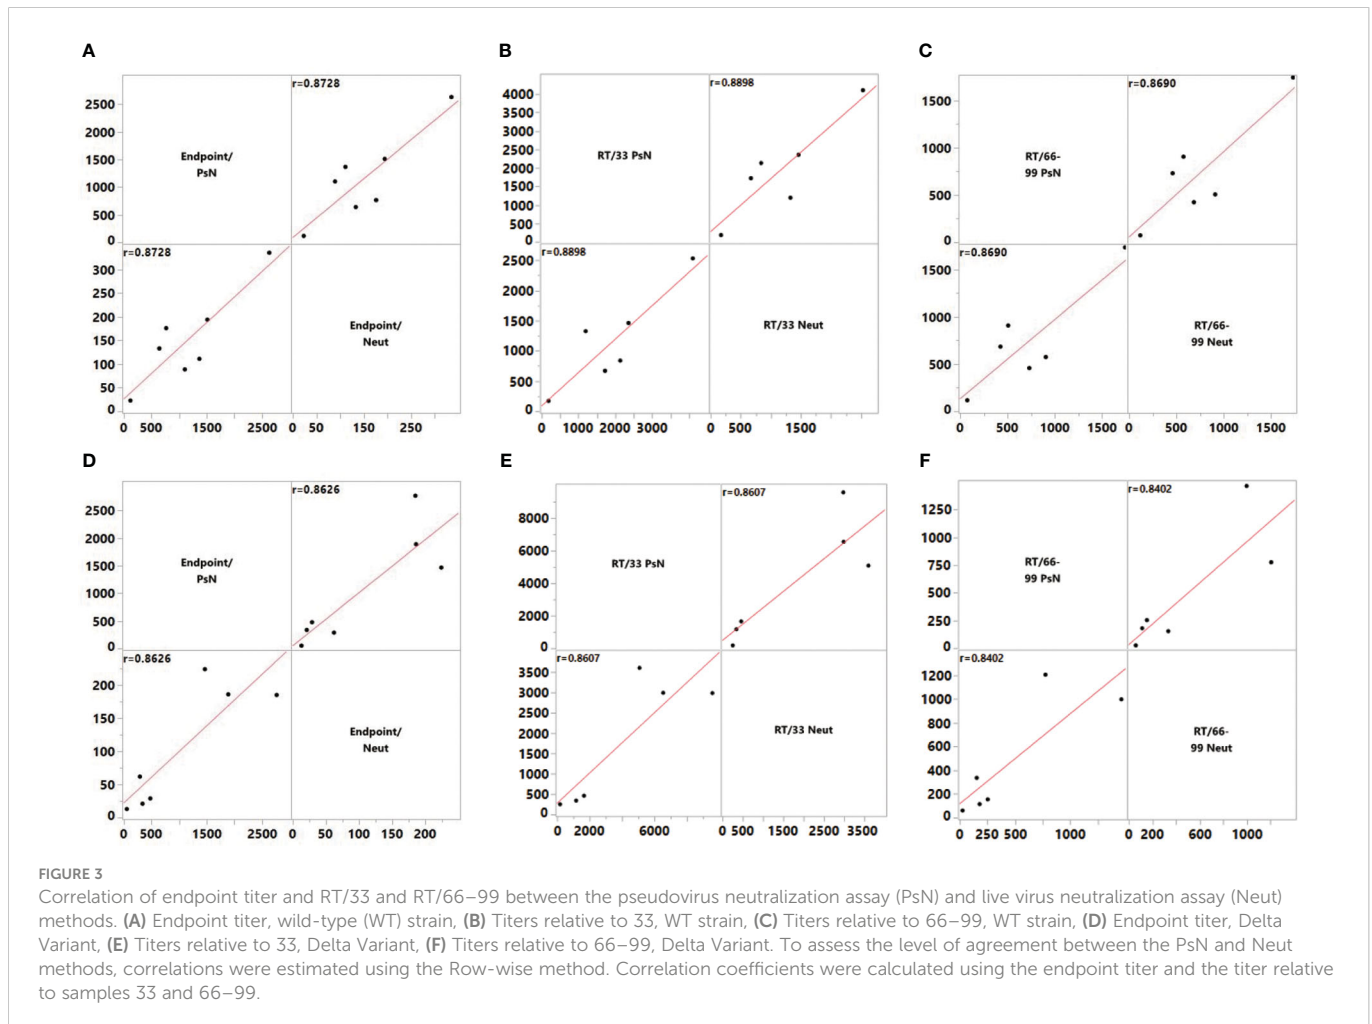 A
r=0.8728
2500
2000
1500
1000
500
0
Endpoint/
PsN
r=0.8728
300
250
200
150
100
50
0
Endpoint/
Neut
0 500 1500 2500 0 50 150 250
B
r=0.8898
4000
3500
3000
2500
2000
1500
1000
500
0
RT/33 PsN
r=0.8898
2500
2000
1500
1000
500
0
RT/33 Neut
0 1000 2000 3000 0 500 1500
C
r=0.8690
1500
1000
500
0
RT/66-
99 PsN
r=0.8690
1500
1000
500
0
RT/66-
99 Neut
0 500 1000 0 500 1000 1500
D
r=0.8626
2500
2000
1500
1000
500
0
Endpoint/
PsN
r=0.8626
200
150
100
50
0
Endpoint/
Neut
0 500 1500 2500 0 50 100 200
E
r=0.8607
8000
6000
4000
2000
0
RT/33 PsN
r=0.8607
3500
3000
2500
2000
1500
1000
500
0
RT/33 Neut
0 2000 6000 0 500 1500 2500 3500
F
r=0.8402
1250
1000
750
500
250
0
RT/66-
99 PsN
r=0.8402
1200
1000
800
600
400
200
0
RT/66-
99 Neut
0 250 500 1000 0 200 600 1000
FIGURE 3
Correlation of endpoint titer and RT/33 and RT/66–99 between the pseudovirus neutralization assay (PsN) and live virus neutralization assay (Neut)
methods. (A) Endpoint titer, wild-type (WT) strain, (B) Titers relative to 33, WT strain, (C) Titers relative to 66–99, WT strain, (D) Endpoint titer, Delta
Variant, (E) Titers relative to 33, Delta Variant, (F) Titers relative to 66–99, Delta Variant. To assess the level of agreement between the PsN and Neut
methods, correlations were estimated using the Row-wise method. Correlation coefficients were calculated using the endpoint titer and the titer relative
to samples 33 and 66–99.